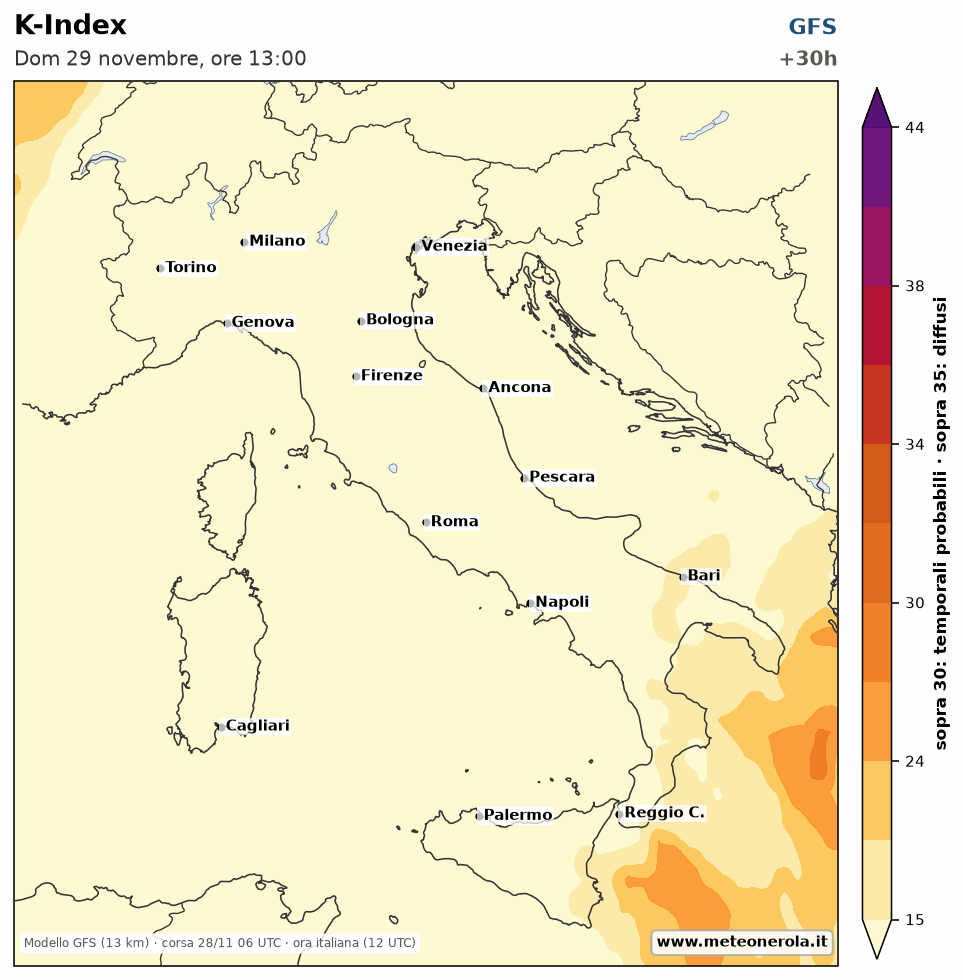 K-Index
GFS
Dom 29 novembre, ore 13:00
+30h
44
38
34
30
24
15
sopra 30: temporali probabili · sopra 35: diffusi
Milano
Venezia
Torino
Genova
Bologna
Firenze
Ancona
Pescara
Roma
Bari
Napoli
Cagliari
Palermo
Reggio C.
Modello GFS (13 km) · corsa 28/11 06 UTC · ora italiana (12 UTC)
www.meteonerola.it